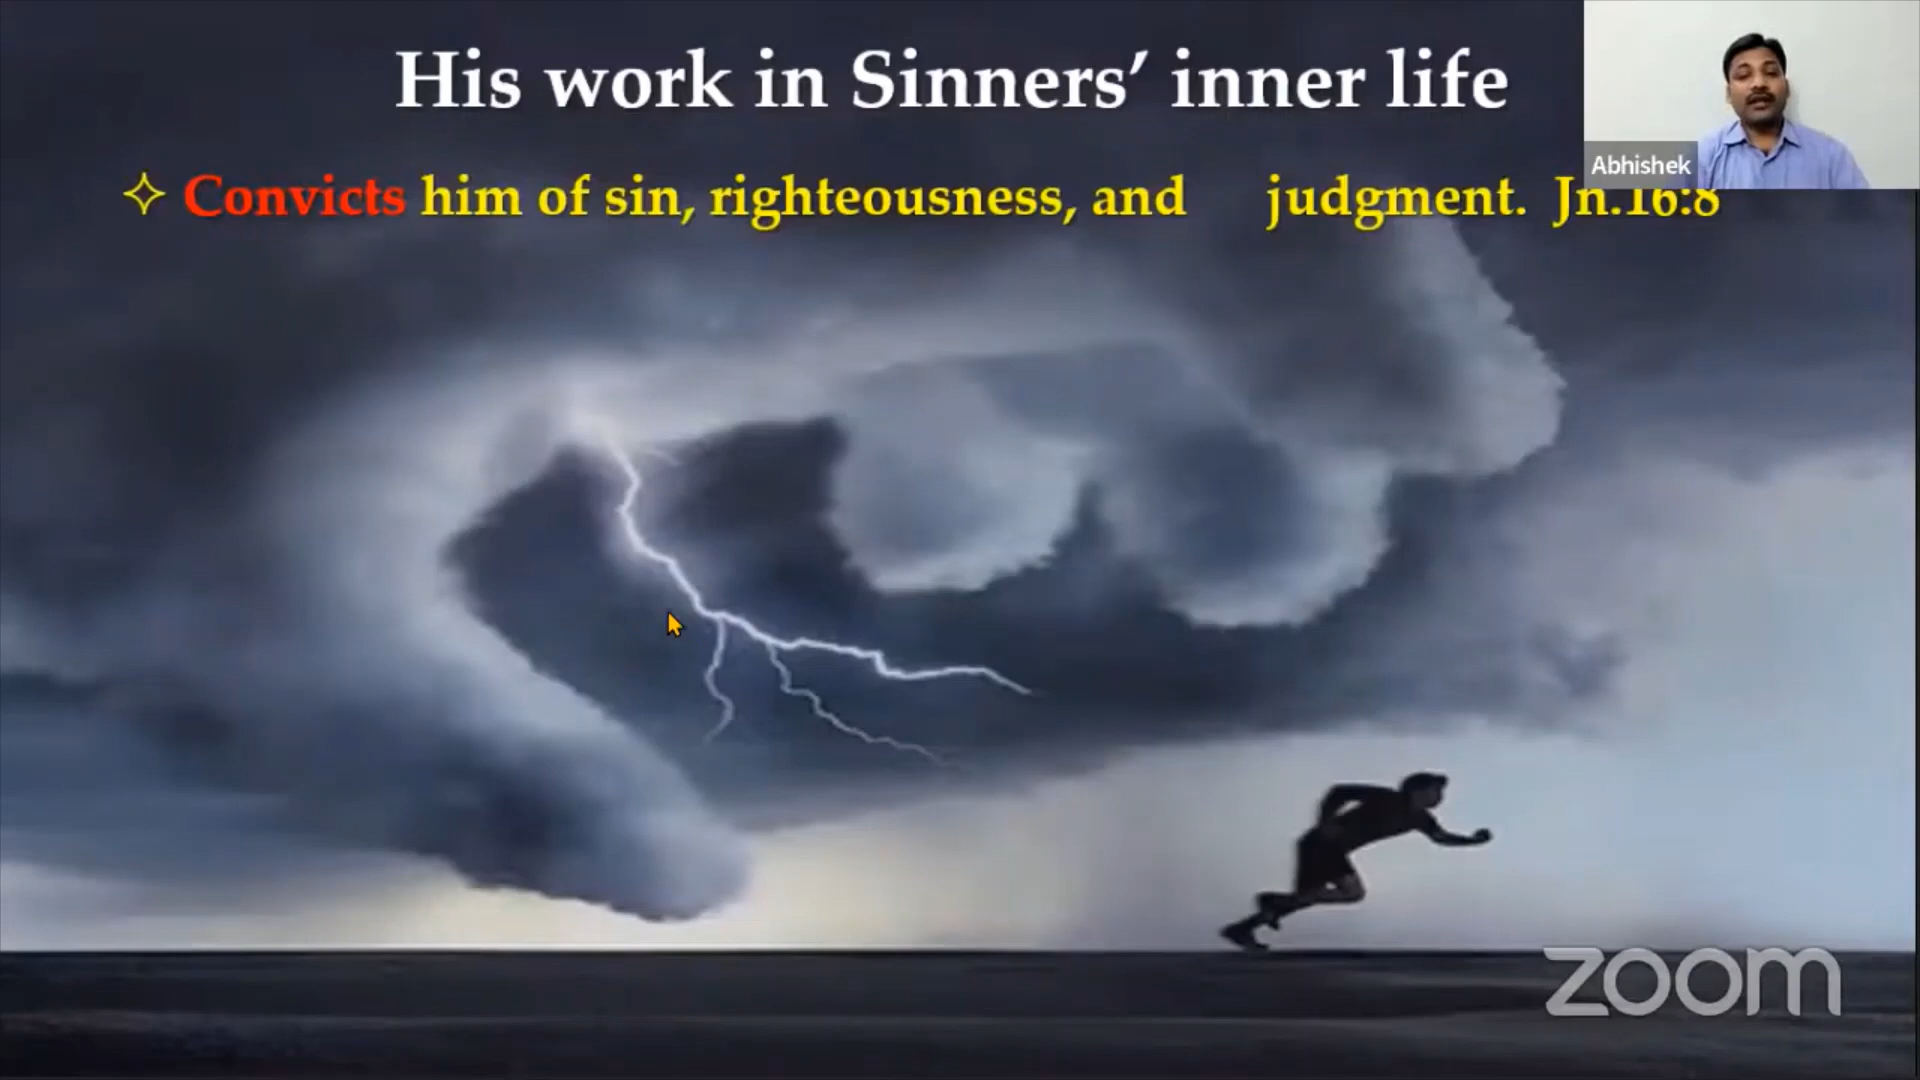 His work in Sinners’ inner life
Abhishek
✧ Convicts him of sin, righteousness, and judgment. Jn.16:8
zoom